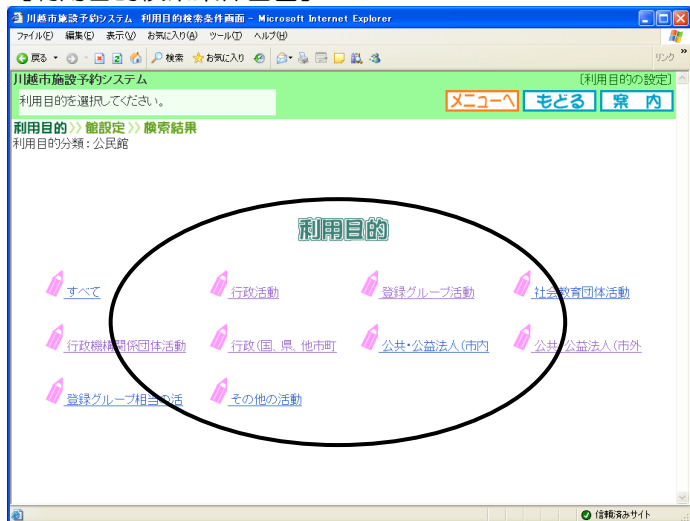 川越市施設予約システム 利用目的検索条件画面 - Microsoft Internet Explorer
ファイル(F) 編集(E) 表示(V) お気に入り(A) ツール(T) ヘルプ(H)
戻る 検索 お気に入り リンク »
川越市施設予約システム [利用目的の設定]
利用目的を選択してください。 メニューへ もどる 案内
利用目的》 館設定》 検索結果
利用目的分類:公民館
利用目的
すべて 行政活動 登録グループ活動 社会教育団体活動
行政機構関係団体活動 行政(国、県、他市町 公共・公益法人(市内 公共・公益法人(市外
登録グループ相当の活 その他の活動
信頼済みサイト